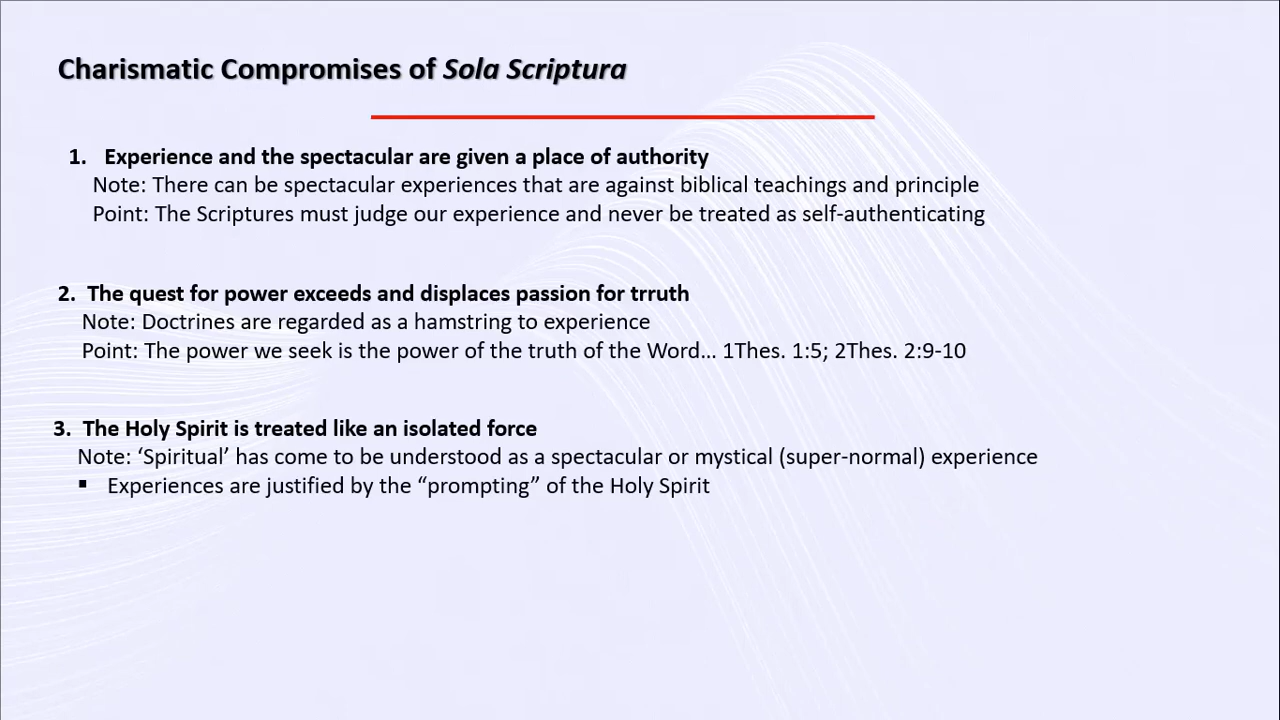 Charismatic Compromises of Sola Scriptura
1. Experience and the spectacular are given a place of authority
Note: There can be spectacular experiences that are against biblical teachings and principle
Point: The Scriptures must judge our experience and never be treated as self-authenticating
2. The quest for power exceeds and displaces passion for trruth
Note: Doctrines are regarded as a hamstring to experience
Point: The power we seek is the power of the truth of the Word… 1Thes. 1:5; 2Thes. 2:9-10
3. The Holy Spirit is treated like an isolated force
Note: ‘Spiritual’ has come to be understood as a spectacular or mystical (super-normal) experience
▪ Experiences are justified by the “prompting” of the Holy Spirit